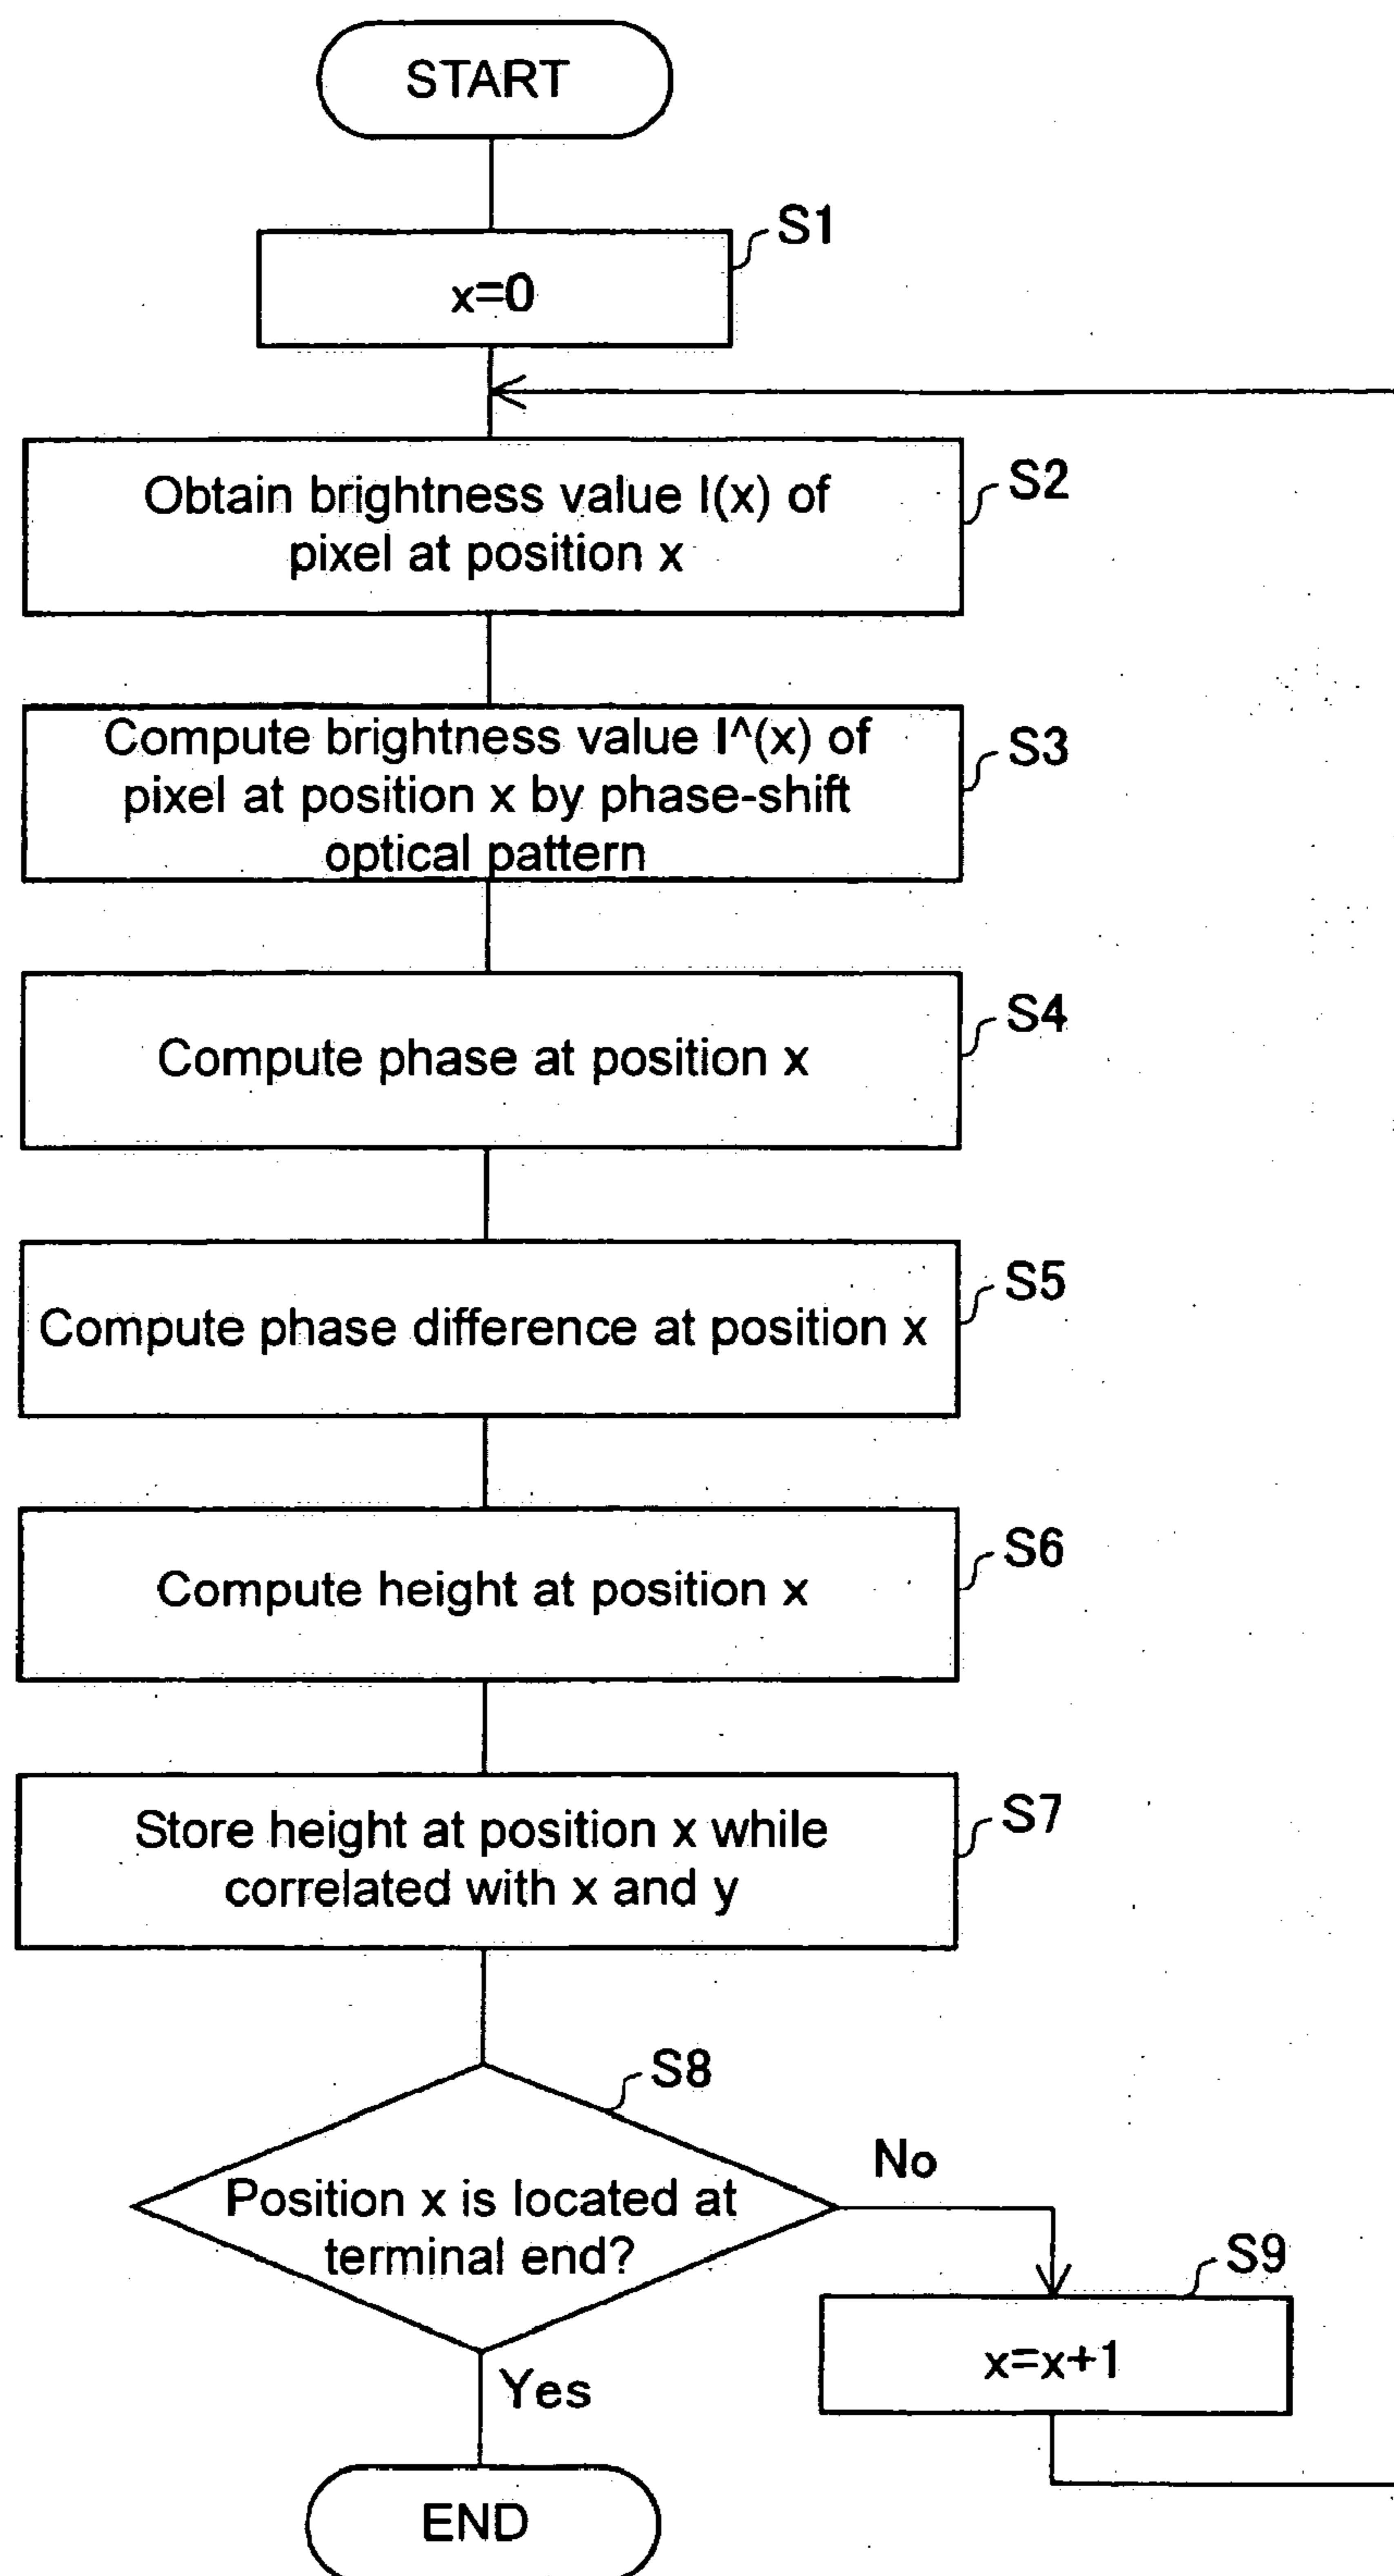 START
S1
x=0
S2
Obtain brightness value I(x) of
pixel at position x
S3
Compute brightness value I^(x) of
pixel at position x by phase-shift
optical pattern
S4
Compute phase at position x
S5
Compute phase difference at position x
S6
Compute height at position x
S7
Store height at position x while
correlated with x and y
S8
Position x is located at
terminal end?
No
S9
x=x+1
Yes
END